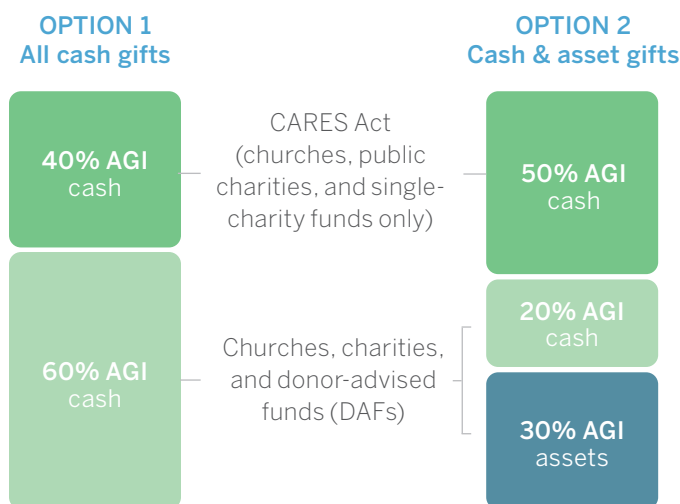 OPTION 1
All cash gifts
OPTION 2
Cash & asset gifts
40% AGI
cash
CARES Act
(churches, public
charities, and single-
charity funds only)
50% AGI
cash
60% AGI
cash
Churches, charities,
and donor-advised
funds (DAFs)
20% AGI
cash
30% AGI
assets